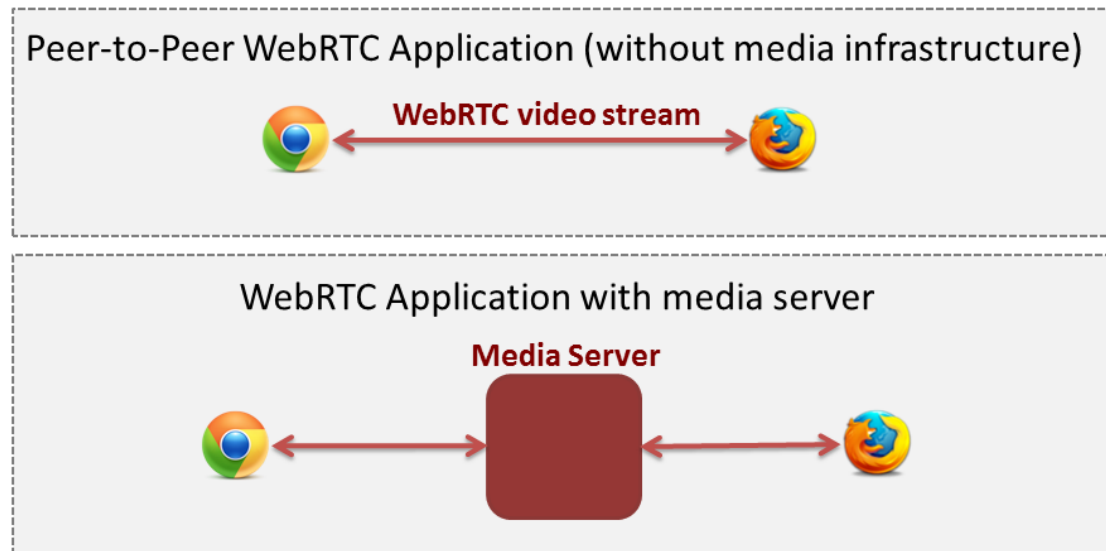 Peer-to-Peer WebRTC Application (without media infrastructure)
WebRTC video stream
WebRTC Application with media server
Media Server